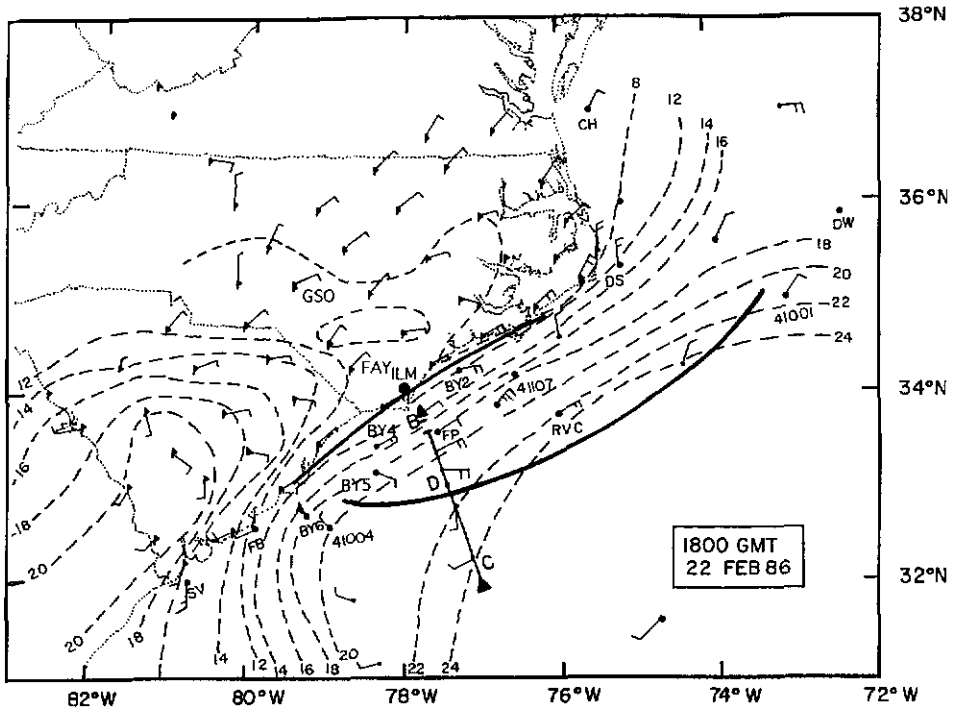 38°N
8
12
14
16
CH
36°N
DW
18
GSO
DS
20
22
41001
24
12
FAY
ILM
BY2
41107
34°N
14
B
BY4
FP
RVC
16
BY5
D
18
BY6
41004
1800 GMT
22 FEB 86
FB
20
C
32°N
SV
20
18
14
12
14
16
18
20
22
24
82°W
80°W
78°W
76°W
74°W
72°W